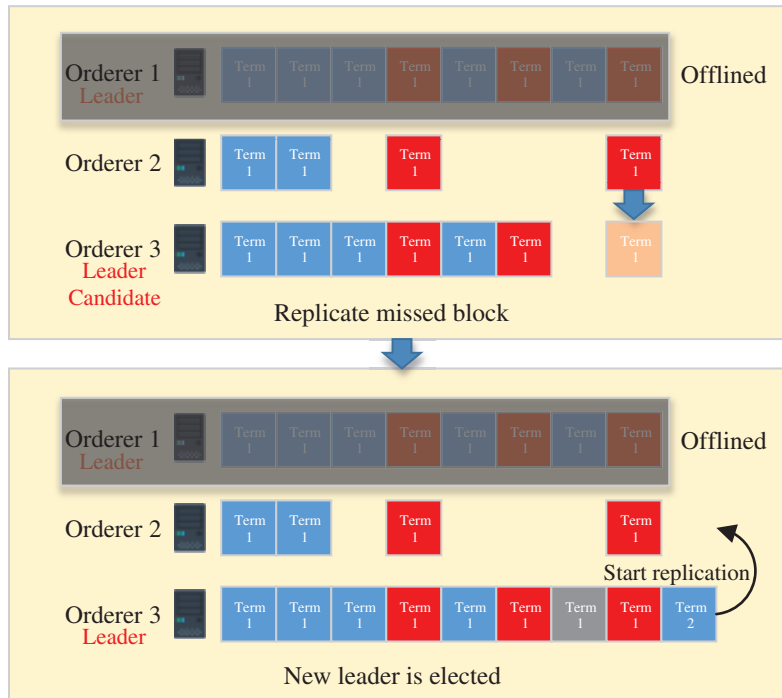 Orderer 1
Leader
Term 1 Term 1 Term 1 Term 1 Term 1 Term 1 Term 1 Term 1
Offlined
Orderer 2
Term 1 Term 1 Term 1 Term 1
Orderer 3
Leader
Candidate
Term 1 Term 1 Term 1 Term 1 Term 1 Term 1 Term 1
Replicate missed block
Orderer 1
Leader
Term 1 Term 1 Term 1 Term 1 Term 1 Term 1 Term 1 Term 1
Offlined
Orderer 2
Term 1 Term 1 Term 1 Term 1
Start replication
Orderer 3
Leader
Term 1 Term 1 Term 1 Term 1 Term 1 Term 1 Term 1 Term 1 Term 2
New leader is elected